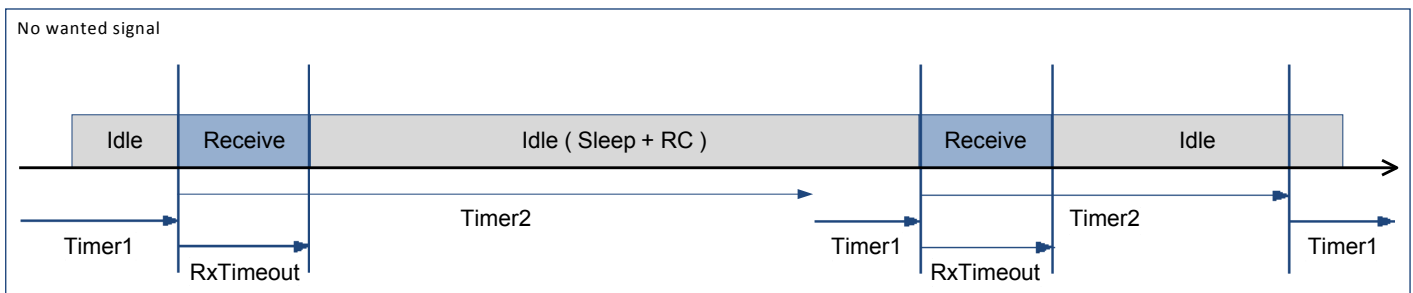 No wanted signal
Idle
Receive
Idle ( Sleep + RC )
Receive
Idle
Timer2
Timer2
Timer1
Timer1
Timer1
RxTimeout
RxTimeout